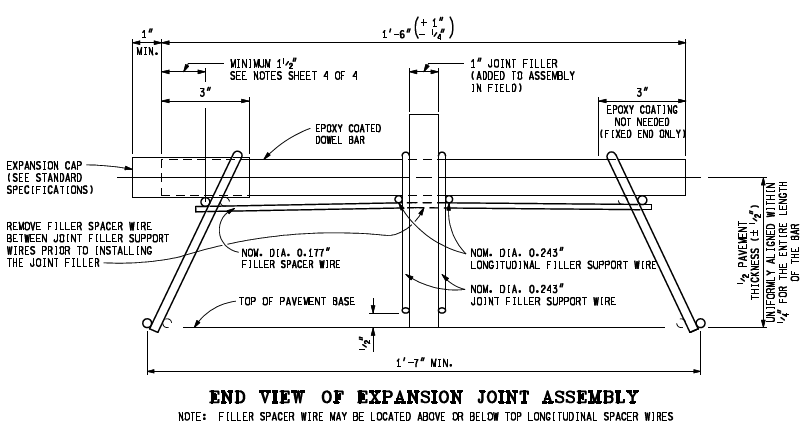 1"
MIN.
1'-6" (+ 1" - 1/4")
MINIMUM 1 1/2"
SEE NOTES SHEET 4 OF 4
1" JOINT FILLER
(ADDED TO ASSEMBLY
IN FIELD)
3"
3"
EPOXY COATING
NOT NEEDED
(FIXED END ONLY)
EPOXY COATED
DOWEL BAR
EXPANSION CAP
(SEE STANDARD
SPECIFICATIONS)
REMOVE FILLER SPACER WIRE
BETWEEN JOINT FILLER SUPPORT
WIRES PRIOR TO INSTALLING
THE JOINT FILLER
NOM. DIA. 0.177"
FILLER SPACER WIRE
NOM. DIA. 0.243"
LONGITUDINAL FILLER SUPPORT WIRE
NOM. DIA. 0.243"
JOINT FILLER SUPPORT WIRE
TOP OF PAVEMENT BASE
1/2"
1/2 PAVEMENT
THICKNESS (± 1/2")
UNIFORMLY ALIGNED WITHIN
1/4" FOR THE ENTIRE LENGTH
OF THE BAR
1'-7" MIN.
END VIEW OF EXPANSION JOINT ASSEMBLY
NOTE: FILLER SPACER WIRE MAY BE LOCATED ABOVE OR BELOW TOP LONGITUDINAL SPACER WIRES